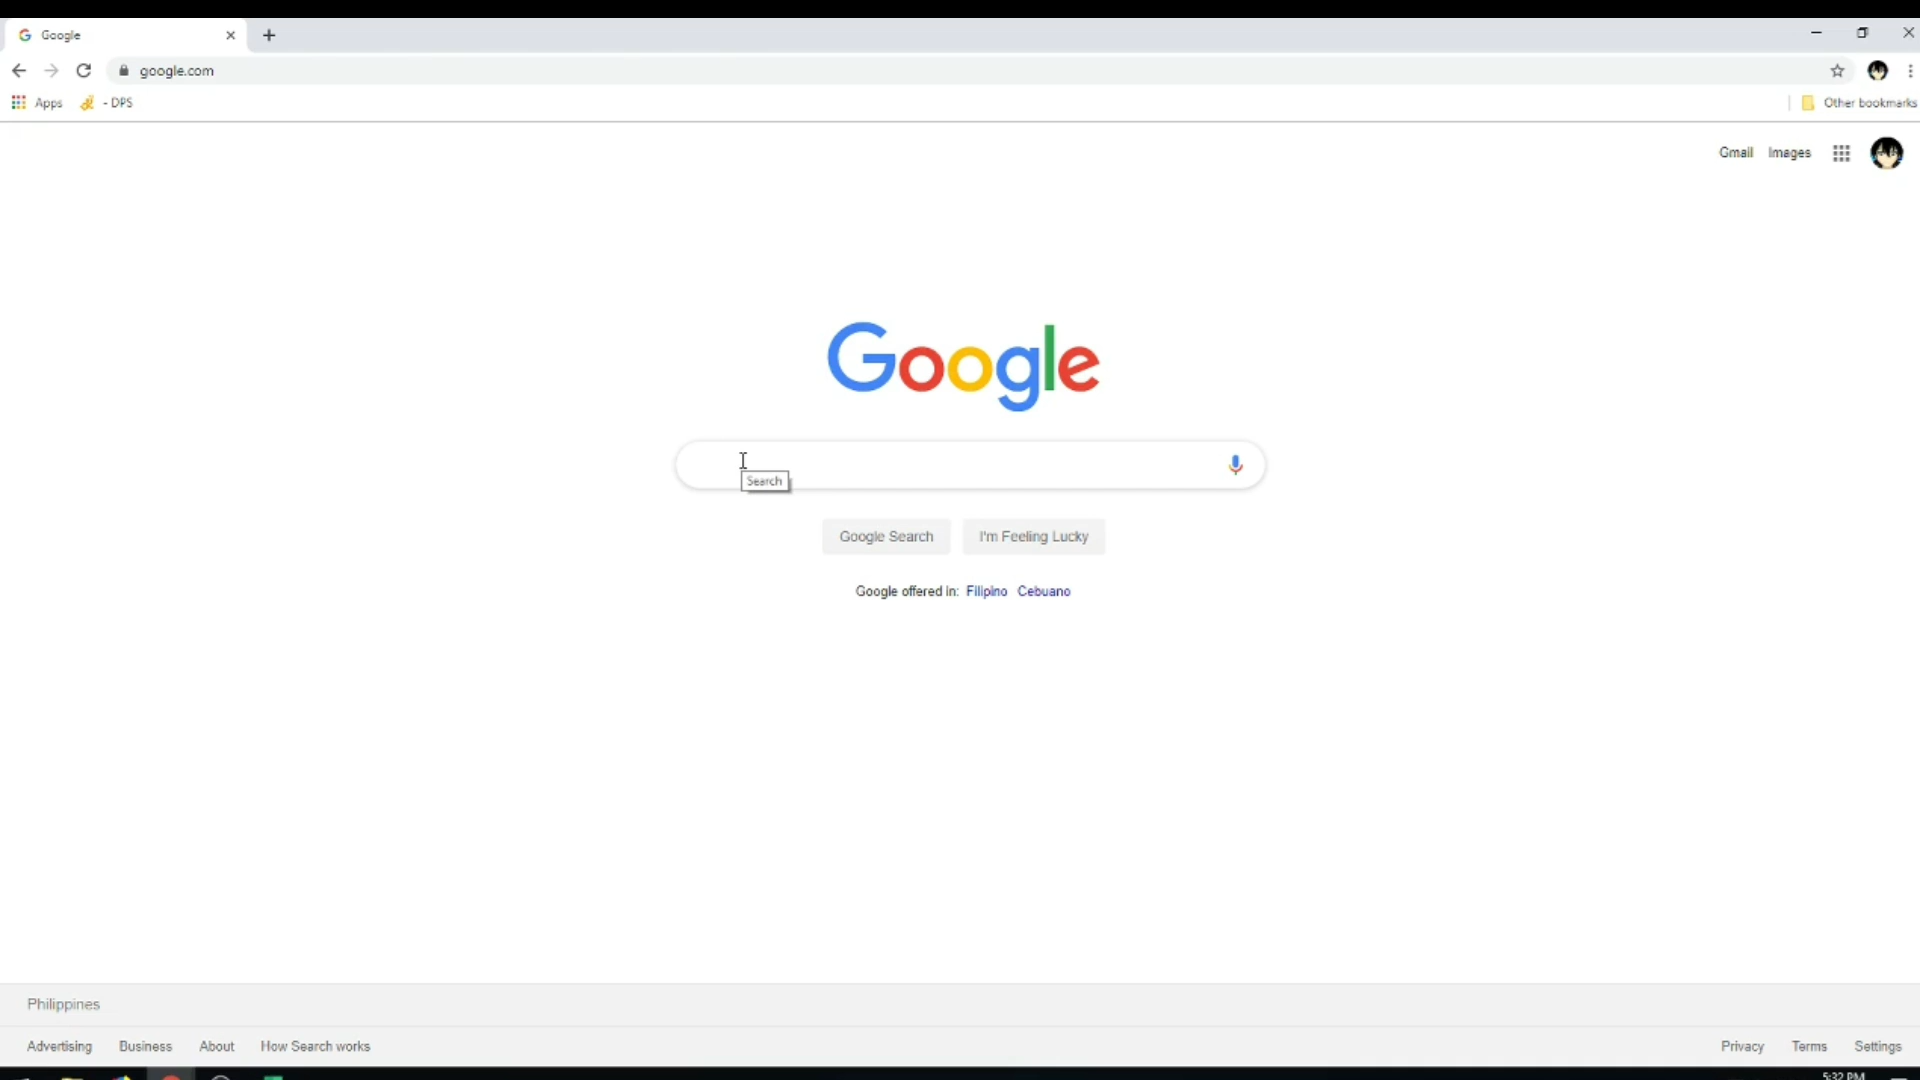 Google
google.com
Apps - DPS Other bookmarks
Gmail Images
Google
Search
Google Search I'm Feeling Lucky
Google offered in: Filipino Cebuano
Philippines
Advertising Business About How Search works Privacy Terms Settings
5:32 PM